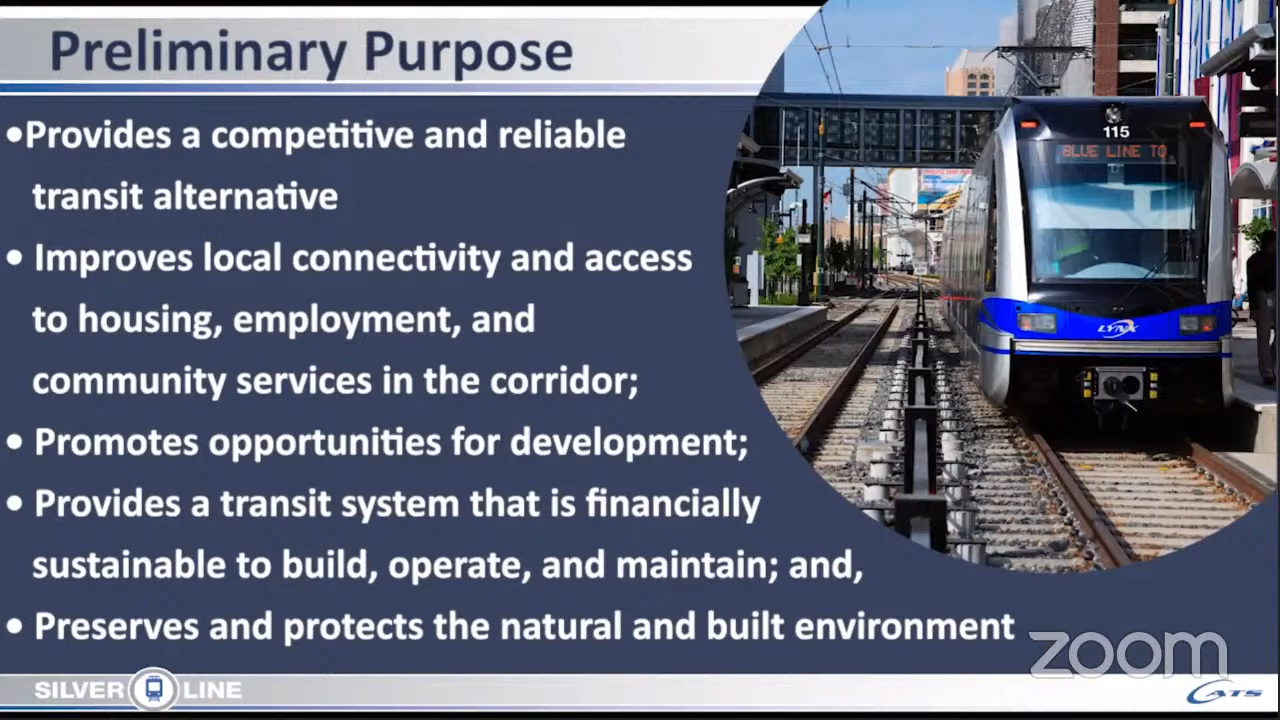 Preliminary Purpose
•Provides a competitive and reliable
transit alternative
• Improves local connectivity and access
to housing, employment, and
community services in the corridor;
• Promotes opportunities for development;
• Provides a transit system that is financially
sustainable to build, operate, and maintain; and,
• Preserves and protects the natural and built environment
115
BLUE LINE TO
LYNX
zoom
SILVER LINE
CATS